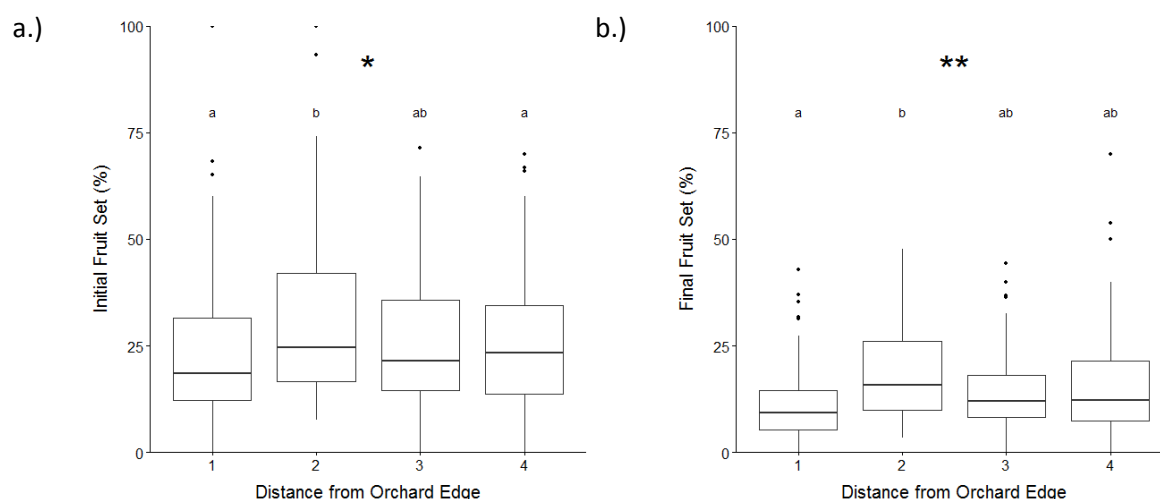 a.)
Initial Fruit Set (%)
100
75
50
25
0
*
a b ab a
1 2 3 4
Distance from Orchard Edge
b.)
Final Fruit Set (%)
100
75
50
25
0
**
a b ab ab
1 2 3 4
Distance from Orchard Edge